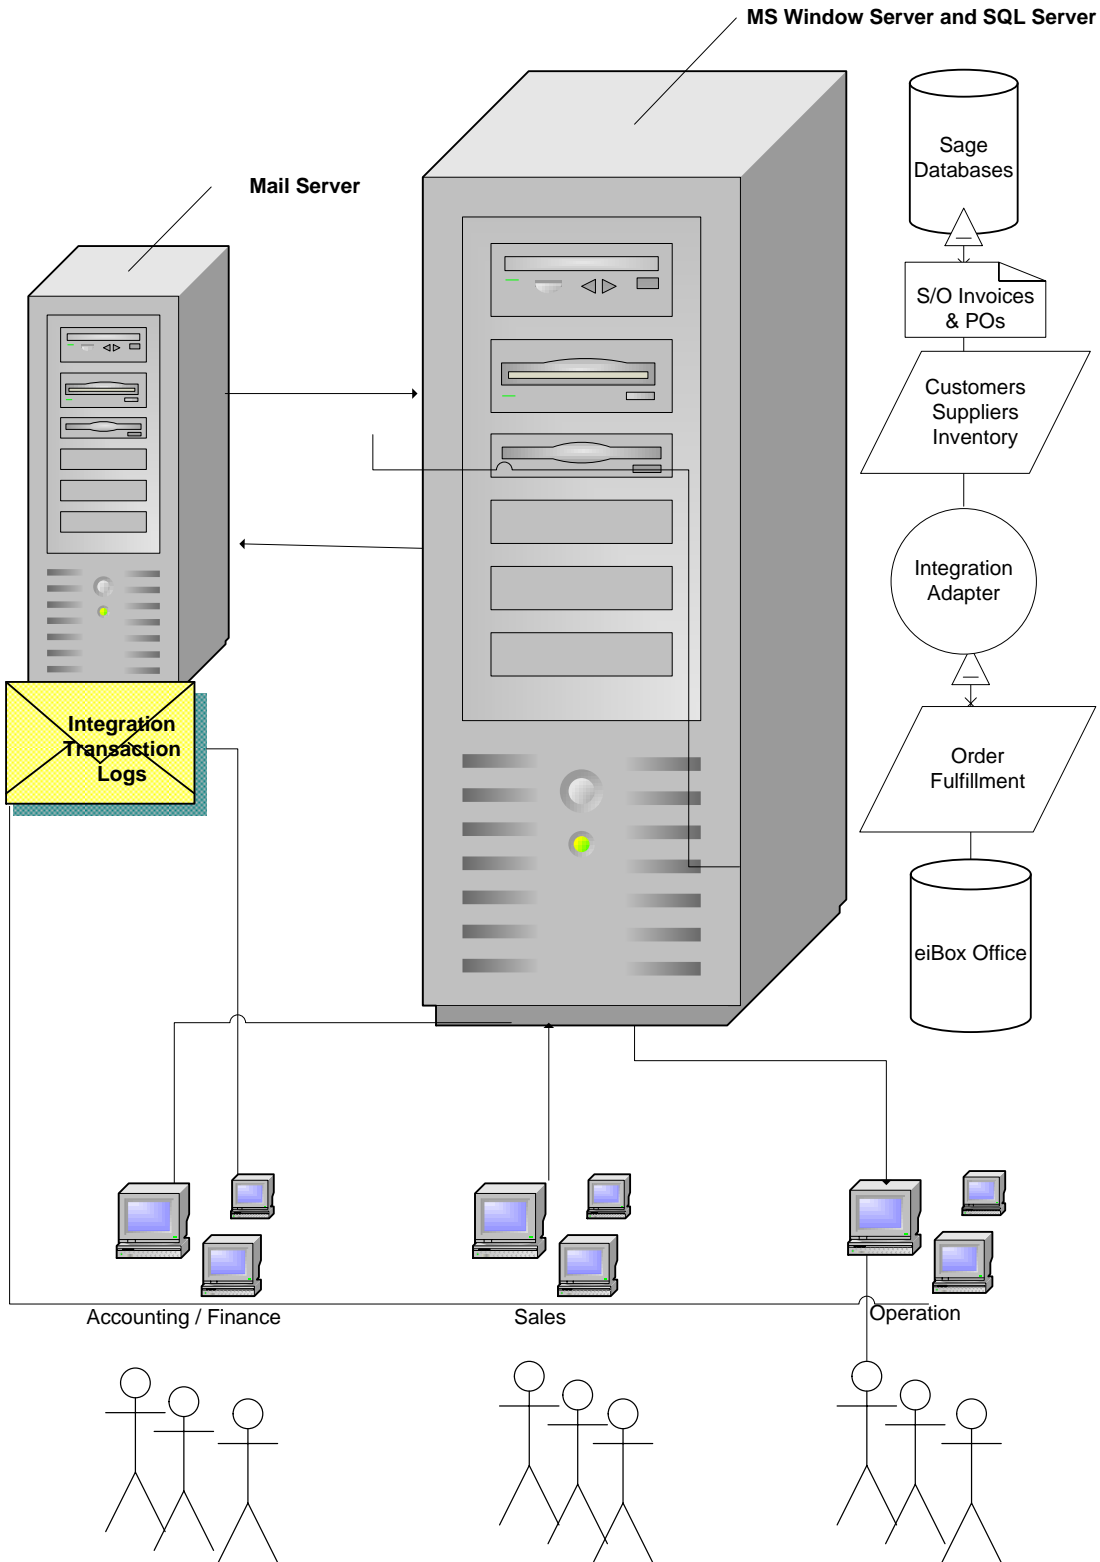 MS Window Server and SQL Server
Sage
Databases
Mail Server
S/O Invoices
& POs
Customers
Suppliers
Inventory
Integration
Adapter
Integration
Transaction
Logs
Order
Fulfillment
eiBox Office
Accounting / Finance
Sales
Operation